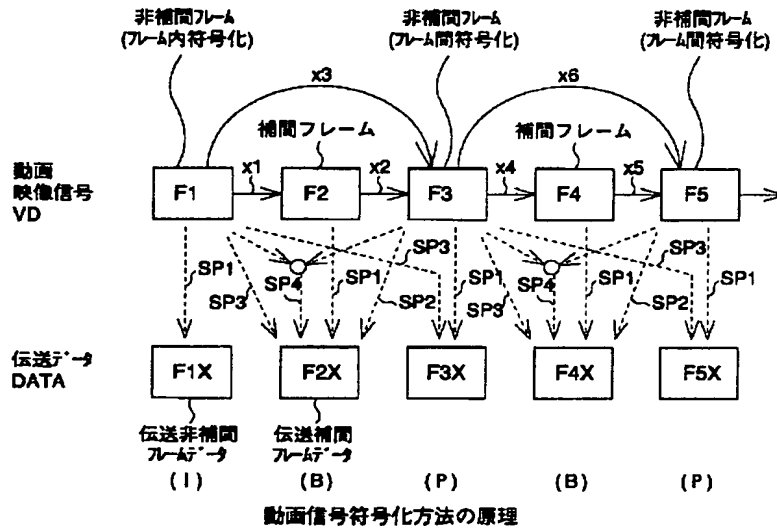 非補間フレーム
(フレーム内符号化)
非補間フレーム
(フレーム間符号化)
非補間フレーム
(フレーム間符号化)
x3
x6
補間フレーム
補間フレーム
動画
映像信号
VD
F1
x1
F2
x2
F3
x4
F4
x5
F5
SP1
SP3
SP4
SP1
SP2
SP3
SP1
SP3
SP4
SP1
SP2
SP3
SP1
伝送データ
DATA
F1X
F2X
F3X
F4X
F5X
伝送非補間
フレームデータ
伝送補間
フレームデータ
(I)
(B)
(P)
(B)
(P)
動画信号符号化方法の原理